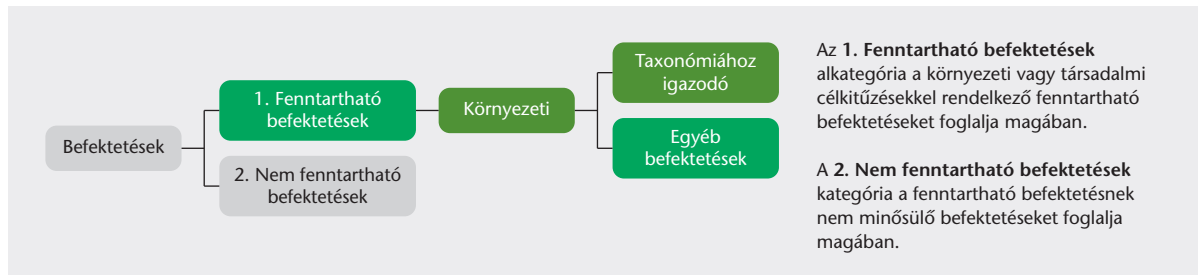 Befektetések
1. Fenntartható
befektetések
2. Nem fenntartható
befektetések
Környezeti
Taxonómiához
igazodó
Egyéb
befektetések
Az 1. Fenntartható befektetések
alkategória a környezeti vagy társadalmi
célkitűzésekkel rendelkező fenntartható
befektetéseket foglalja magában.
A 2. Nem fenntartható befektetések
kategória a fenntartható befektetésnek
nem minősülő befektetéseket foglalja
magában.